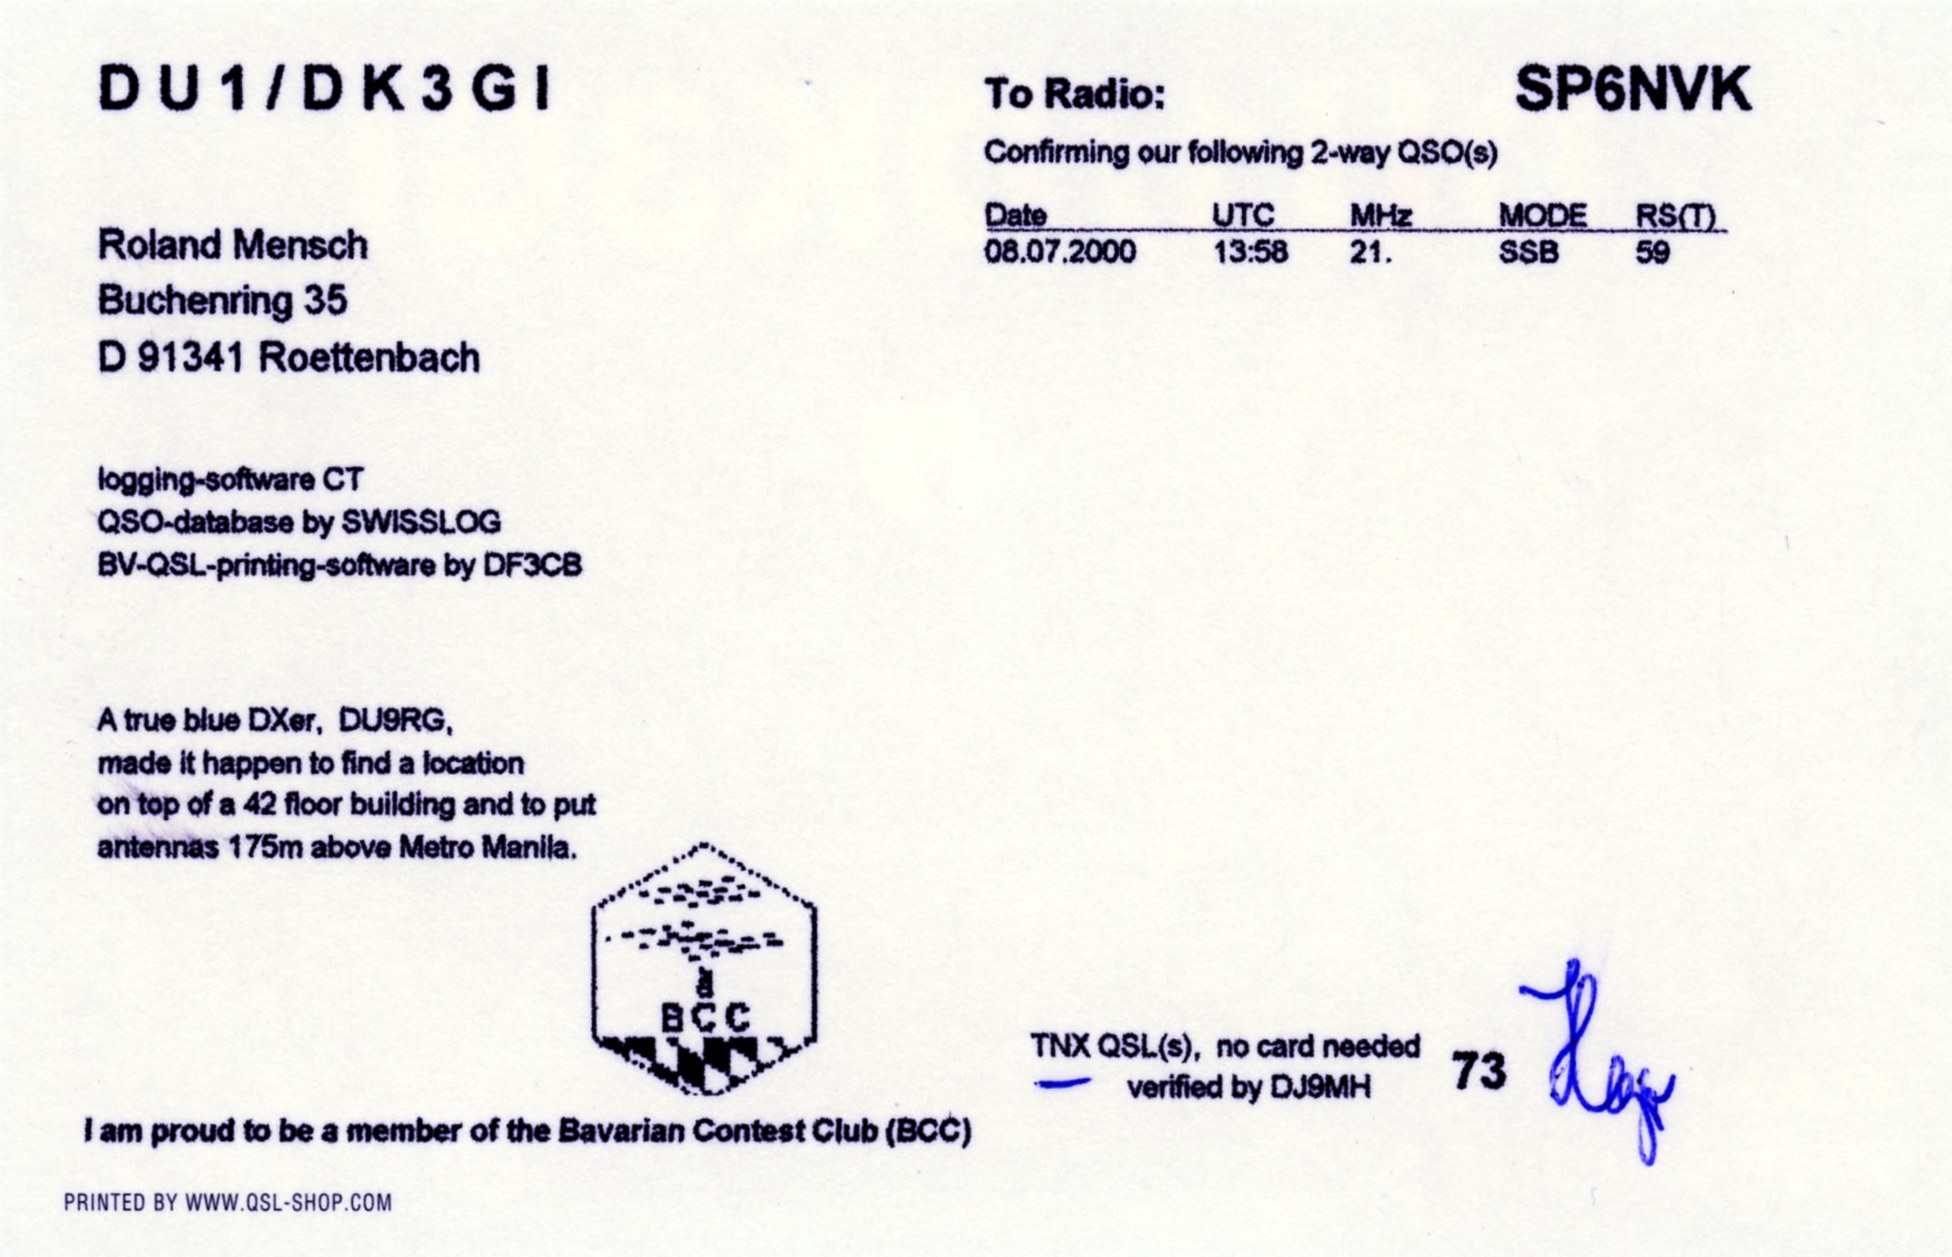 DU1/DK3GI
Roland Mensch
Buchenring 35
D 91341 Roettenbach
logging-software CT
QSO-database by SWISSLOG
BV-QSL-printing-software by DF3CB
A true blue DXer, DU9RG,
made it happen to find a location
on top of a 42 floor building and to put
antennas 175m above Metro Manila.
BCC
I am proud to be a member of the Bavarian Contest Club (BCC)
PRINTED BY WWW.QSL-SHOP.COM
To Radio: SP6NVK
Confirming our following 2-way QSO(s)
Date UTC MHz MODE RS(T)
08.07.2000 13:58 21. SSB 59
TNX QSL(s), no card needed
verified by DJ9MH
73